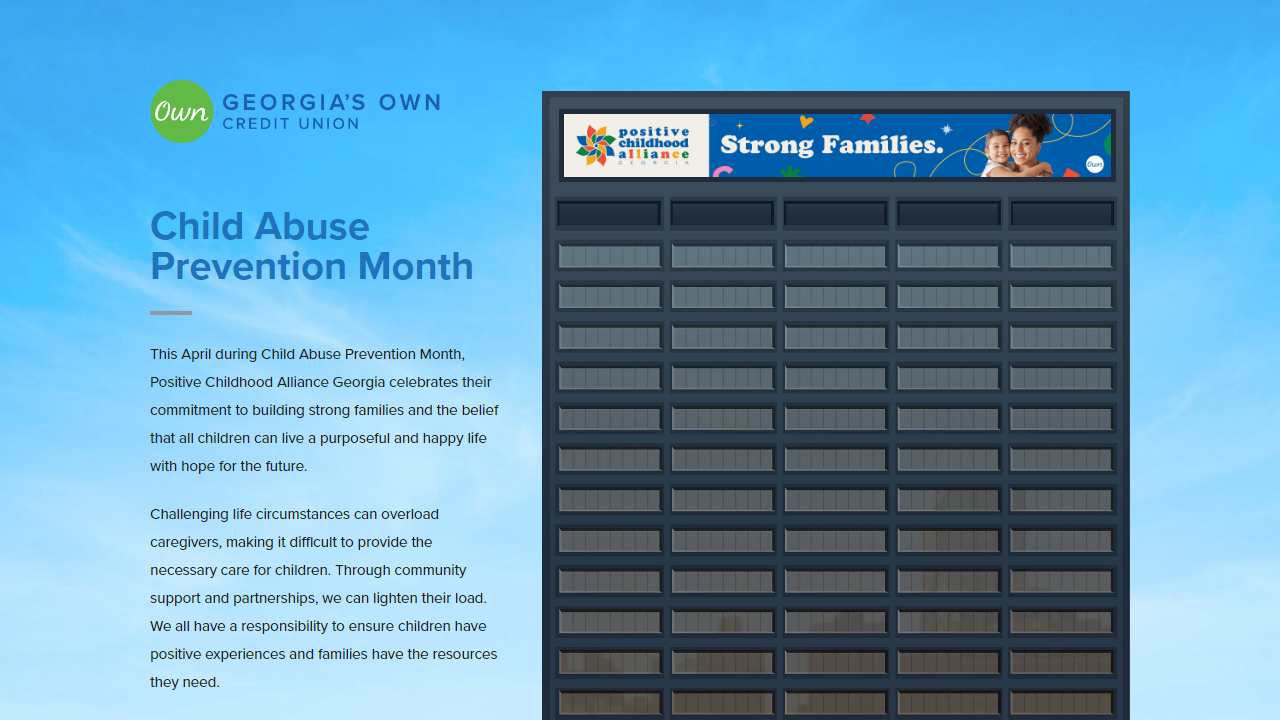 Own
GEORGIA'S OWN
CREDIT UNION
Child Abuse
Prevention Month
This April during Child Abuse Prevention Month,
Positive Childhood Alliance Georgia celebrates their
commitment to building strong families and the belief
that all children can live a purposeful and happy life
with hope for the future.
Challenging life circumstances can overload
caregivers, making it difficult to provide the
necessary care for children. Through community
support and partnerships, we can lighten their load.
We all have a responsibility to ensure children have
positive experiences and families have the resources
they need.
positive
childhood
alliance
GEORGIA
Strong Families.
Own